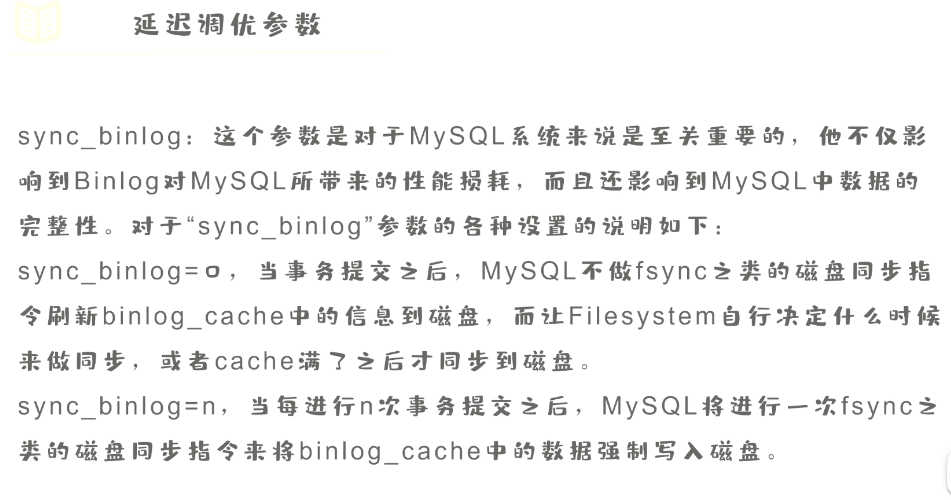 延迟调优参数
sync_binlog：这个参数是对于MySQL系统来说是至关重要的，他不仅影
响到Binlog对MySQL所带来的性能损耗，而且还影响到MySQL中数据的
完整性。对于“sync_binlog”参数的各种设置的说明如下：
sync_binlog=0，当事务提交之后，MySQL不做fsync之类的磁盘同步指
令刷新binlog_cache中的信息到磁盘，而让Filesystem自行决定什么时候
来做同步，或者cache满了之后才同步到磁盘。
sync_binlog=n，当每进行n次事务提交之后，MySQL将进行一次fsync之
类的磁盘同步指令来将binlog_cache中的数据强制写入磁盘。